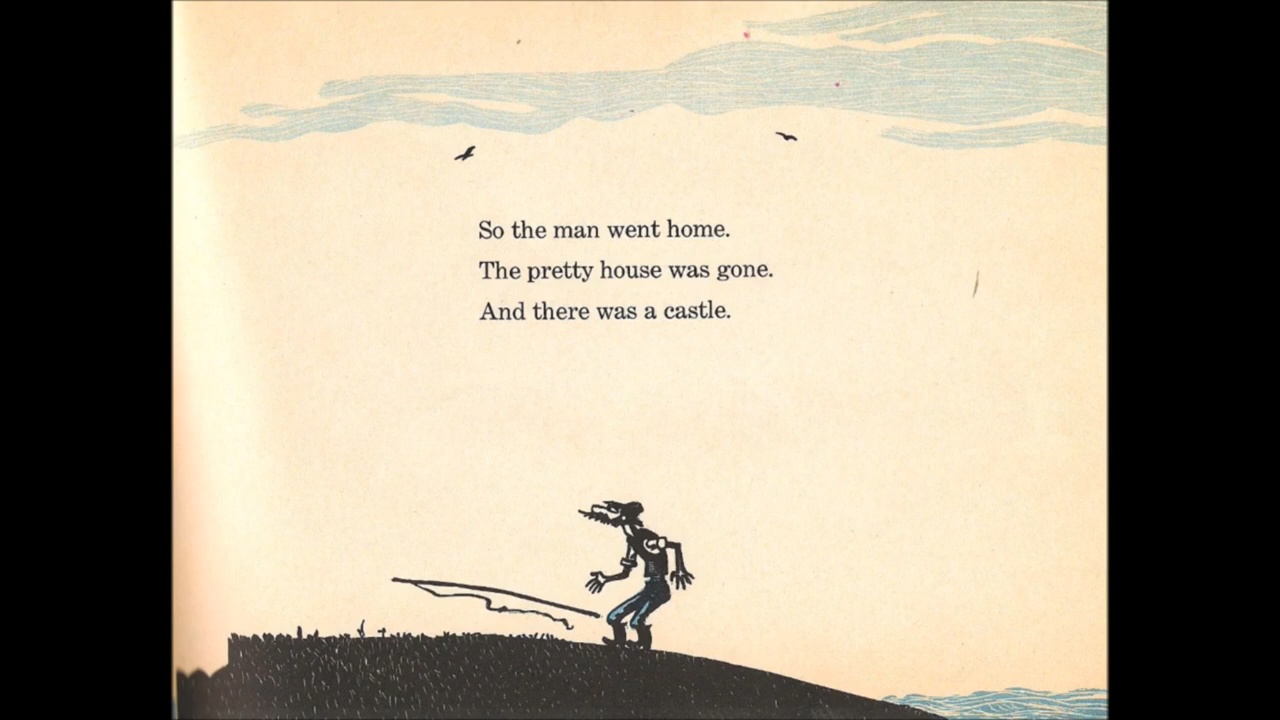 So the man went home.
The pretty house was gone.
And there was a castle.